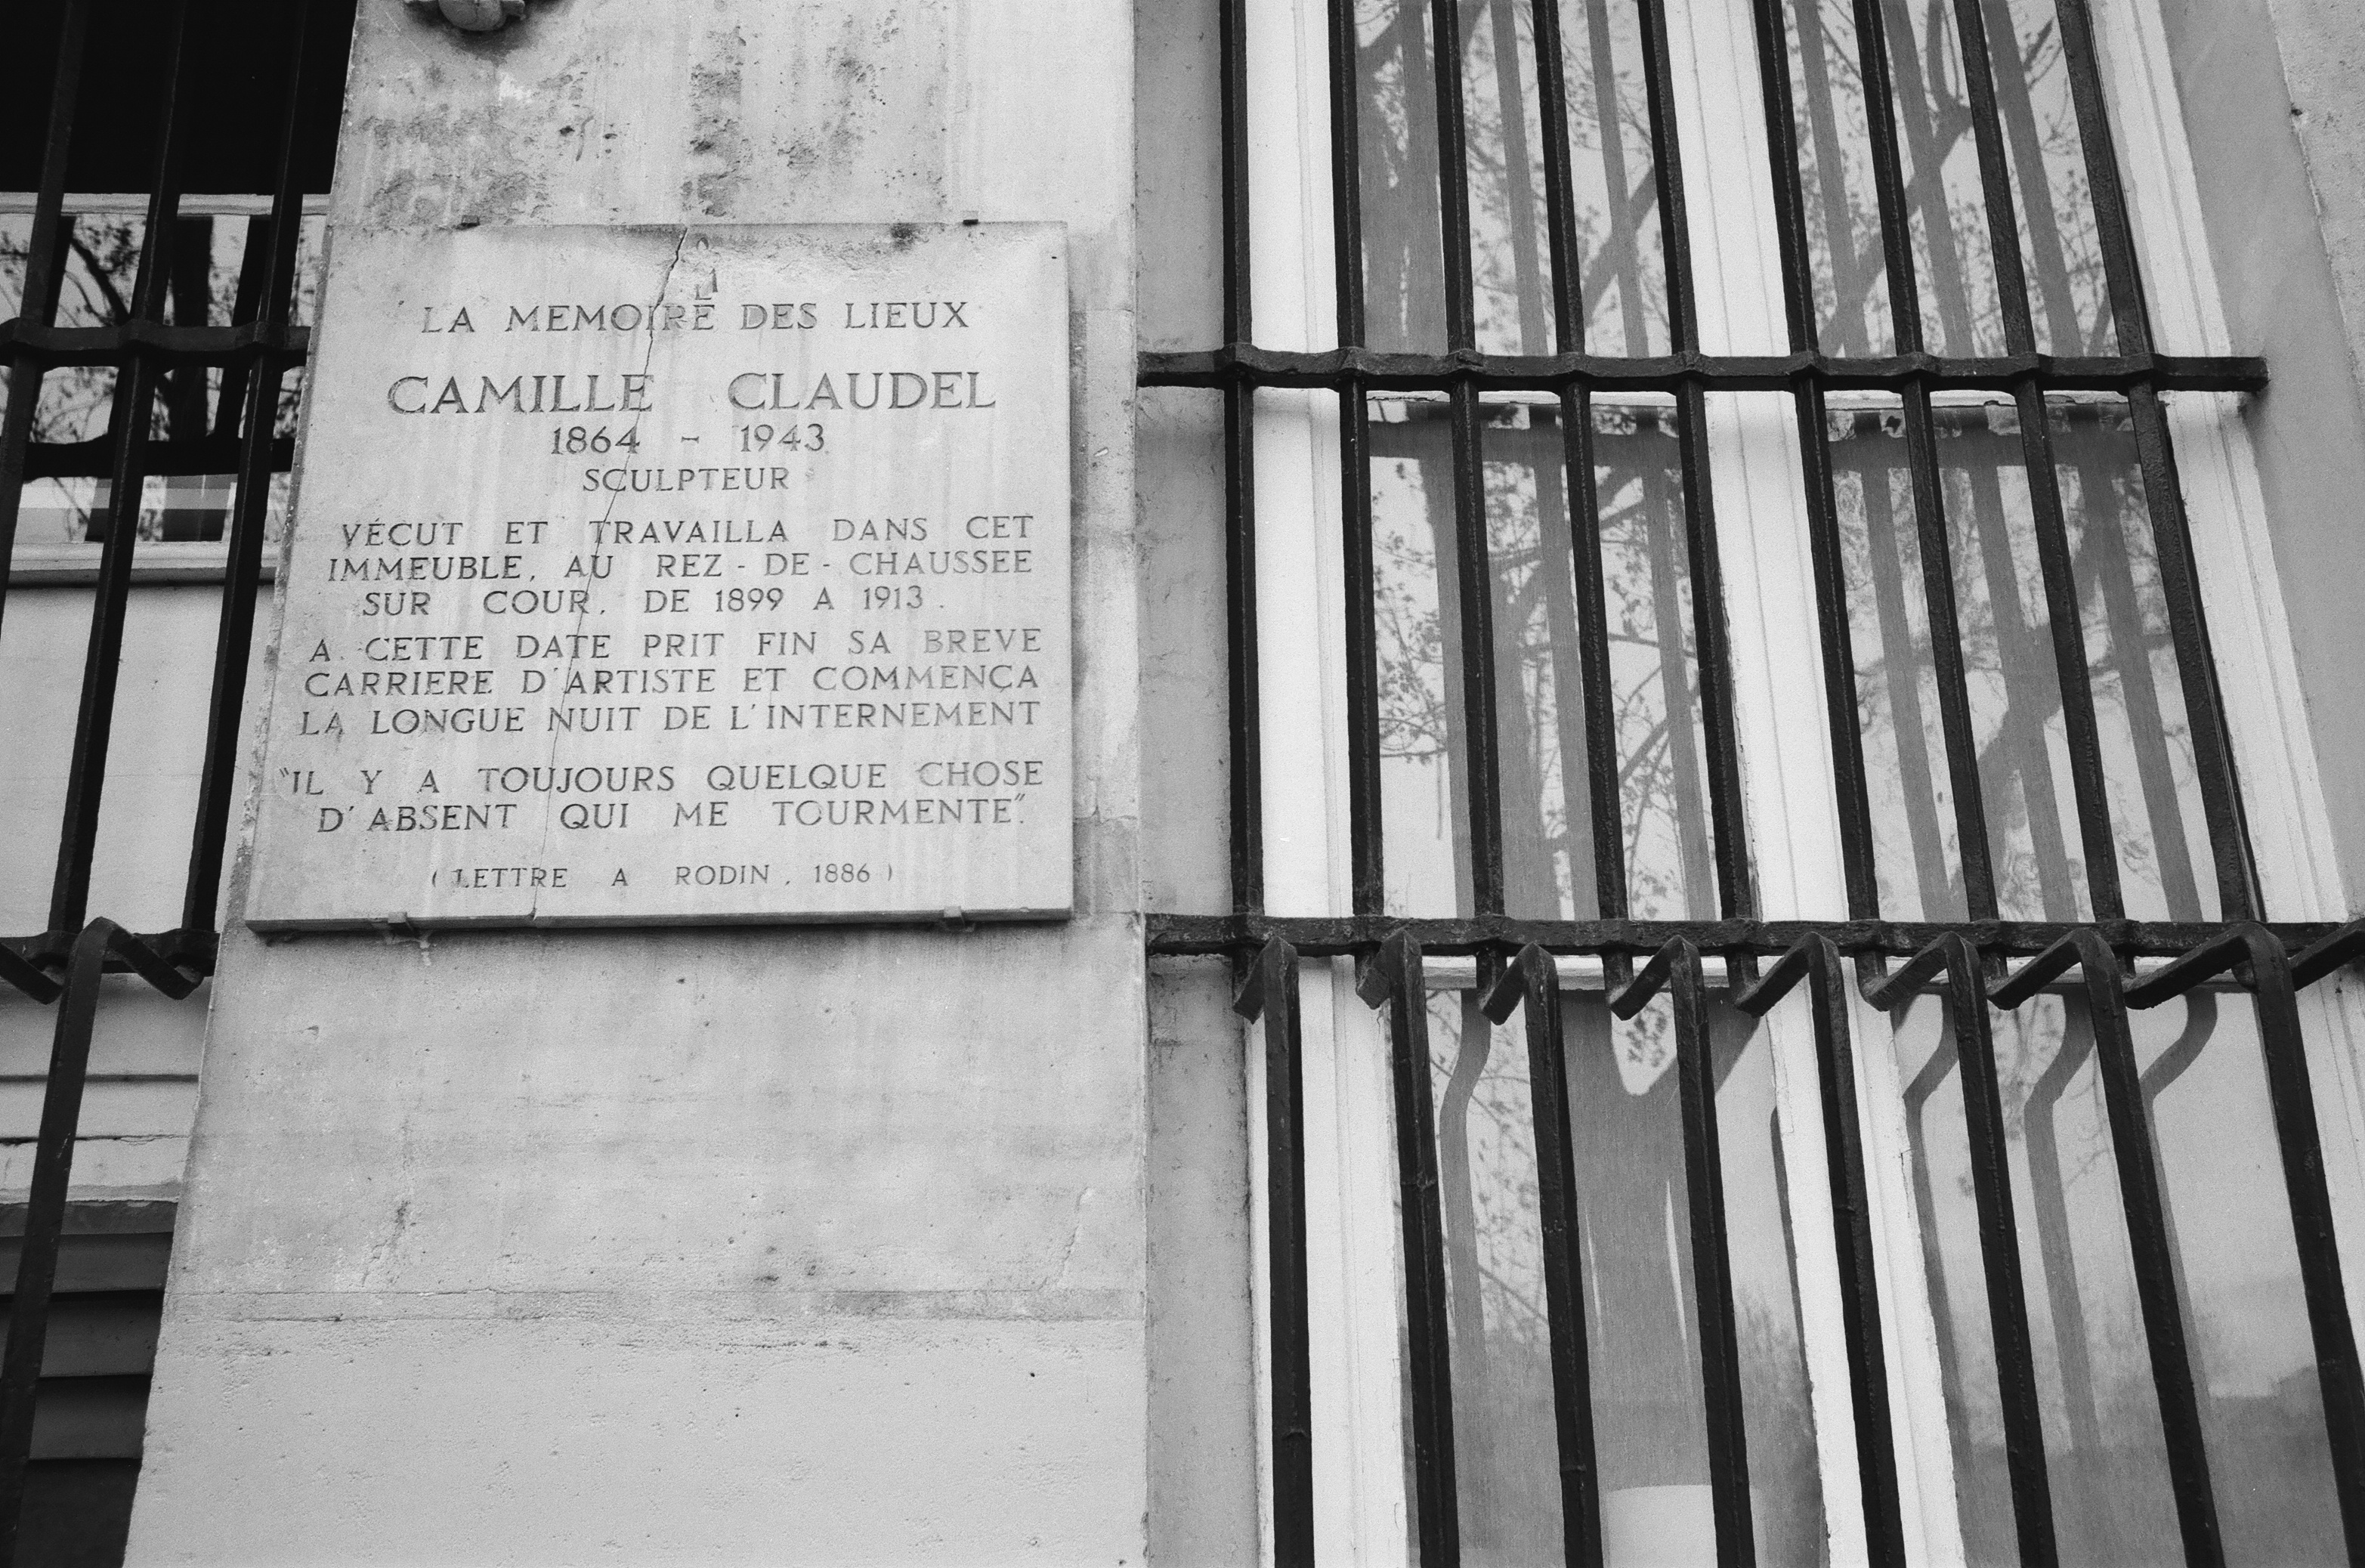 LA MEMOIRE DES LIEUX
CAMILLE CLAUDEL
1864 - 1943
SCULPTEUR
VÉCUT ET TRAVAILLA DANS CET
IMMEUBLE, AU REZ-DE-CHAUSSEE
SUR COUR, DE 1899 A 1913.
A CETTE DATE PRIT FIN SA BREVE
CARRIERE D'ARTISTE ET COMMENÇA
LA LONGUE NUIT DE L'INTERNEMENT
"IL Y A TOUJOURS QUELQUE CHOSE
D'ABSENT QUI ME TOURMENTE".
(LETTRE A RODIN, 1886)